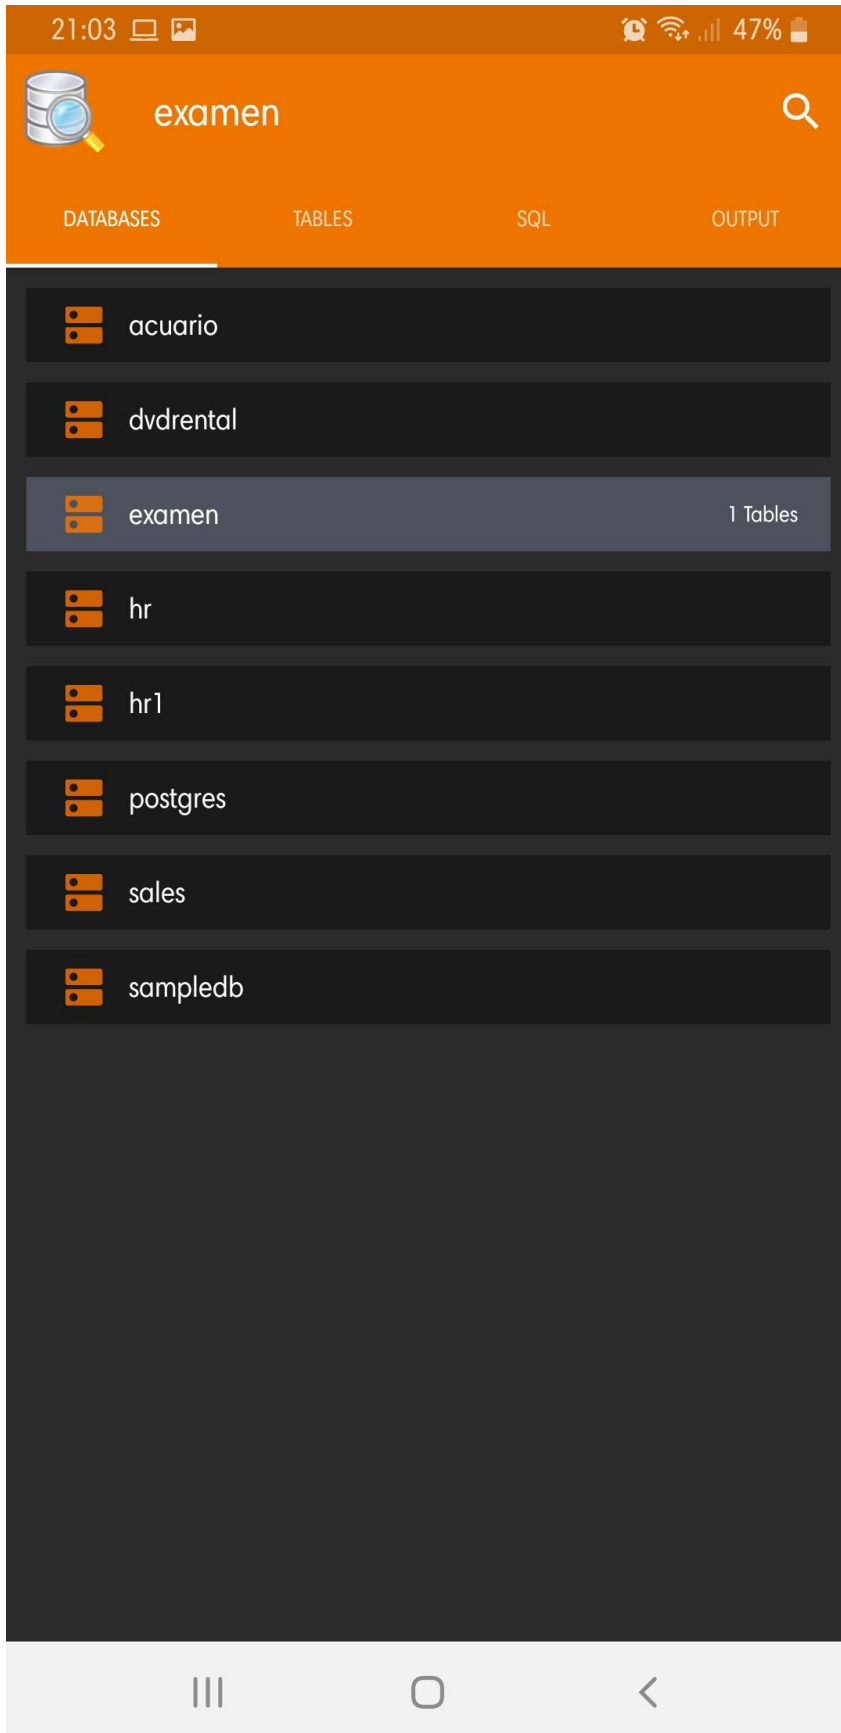 21:03 47%
examen
DATABASES TABLES SQL OUTPUT
acuario
dvdrental
examen 1 Tables
hr
hr1
postgres
sales
sampledb